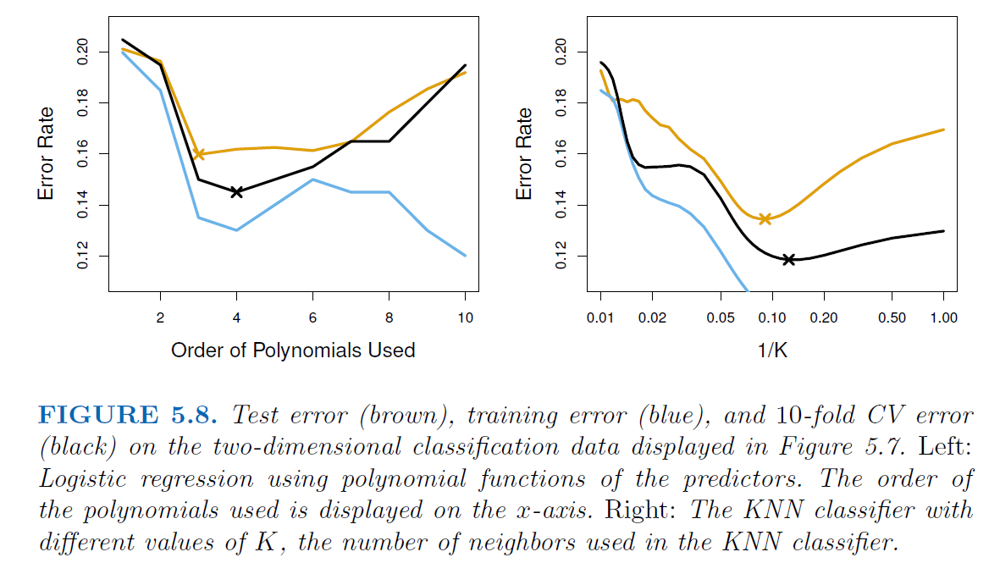 0.20
0.18
0.16
0.14
0.12
Error Rate
2 4 6 8 10
Order of Polynomials Used
0.20
0.18
0.16
0.14
0.12
Error Rate
0.01 0.02 0.05 0.10 0.20 0.50 1.00
1/K
FIGURE 5.8. Test error (brown), training error (blue), and 10-fold CV error
(black) on the two-dimensional classification data displayed in Figure 5.7. Left:
Logistic regression using polynomial functions of the predictors. The order of
the polynomials used is displayed on the x-axis. Right: The KNN classifier with
different values of K, the number of neighbors used in the KNN classifier.